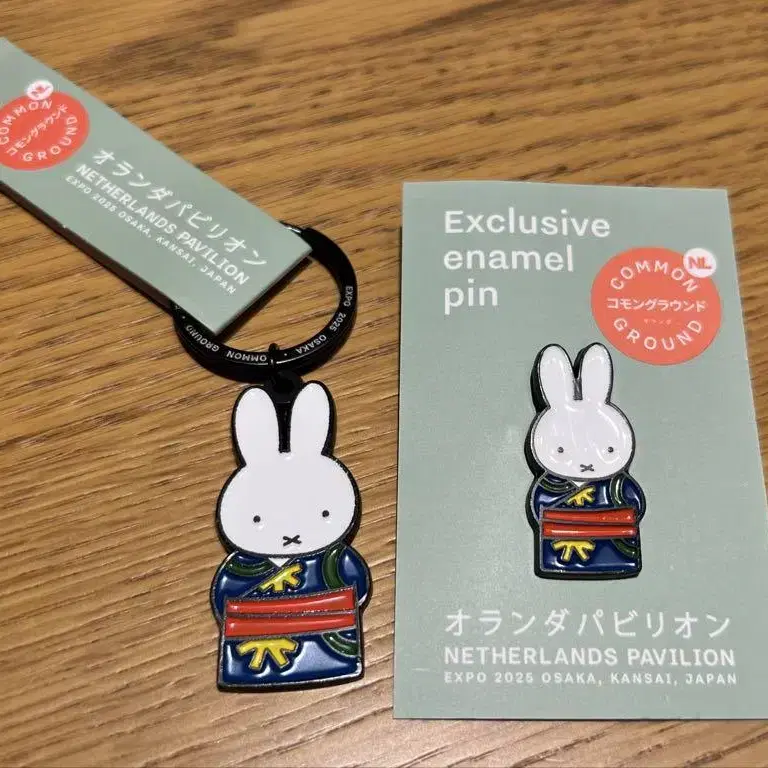 COMMON
NL
コモングラウンド
GROUND
オランダパビリオン
NETHERLANDS PAVILION
EXPO 2025 OSAKA, KANSAI, JAPAN
EXPO 2025 OSAKA
COMMON GROUND
Exclusive
enamel
pin
COMMON
NL
コモングラウンド
GROUND
オランダパビリオン
NETHERLANDS PAVILION
EXPO 2025 OSAKA, KANSAI, JAPAN